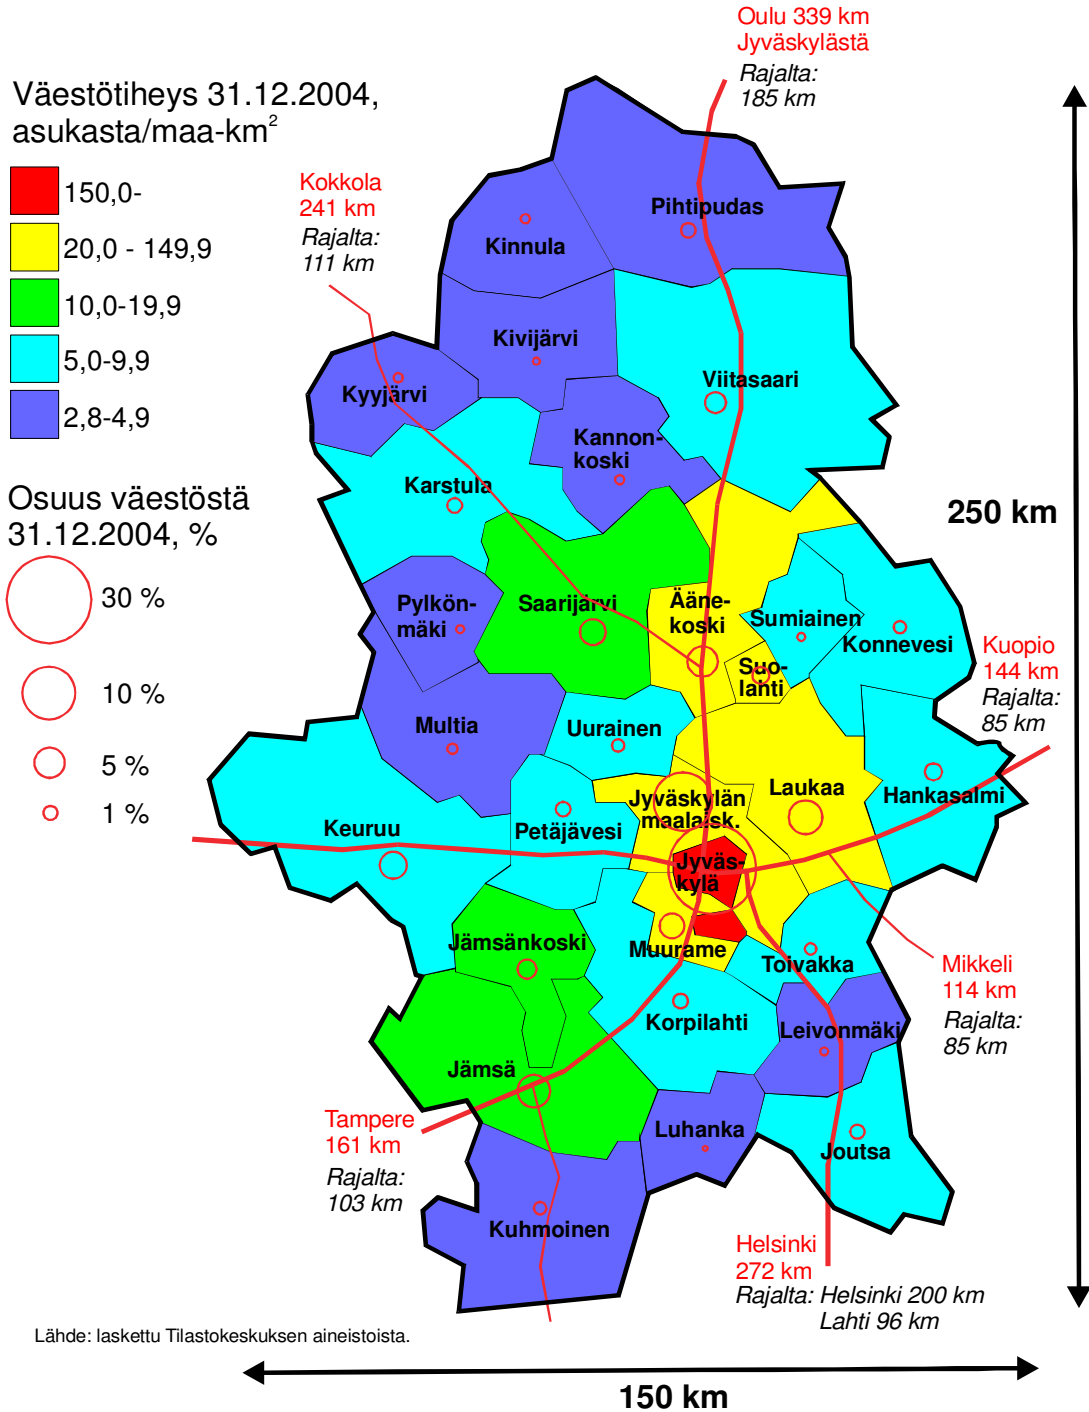 Oulu 339 km
Jyväskylästä
Rajalta:
185 km
Väestötiheys 31.12.2004,
asukasta/maa-km²
150,0-
20,0 - 149,9
10,0-19,9
5,0-9,9
2,8-4,9
Kokkola
241 km
Rajalta:
111 km
Osuus väestöstä
31.12.2004, %
30 %
10 %
5 %
1 %
Pihtipudas
Kinnula
Kivijärvi
Kyyjärvi
Viitasaari
Kannon-
koski
Karstula
250 km
Pylkön-
mäki
Saarijärvi
Ääne-
koski
Sumiainen
Konnevesi
Suo-
lahti
Kuopio
144 km
Rajalta:
85 km
Multia
Uurainen
Laukaa
Hankasalmi
Jyväskylän
maalaisk.
Keuruu
Petäjävesi
Jyväs-
kylä
Jämsänkoski
Muurame
Toivakka
Mikkeli
114 km
Rajalta:
85 km
Korpilahti
Leivonmäki
Jämsä
Tampere
161 km
Rajalta:
103 km
Luhanka
Joutsa
Kuhmoinen
Helsinki
272 km
Rajalta: Helsinki 200 km
Lahti 96 km
Lähde: laskettu Tilastokeskuksen aineistoista.
150 km